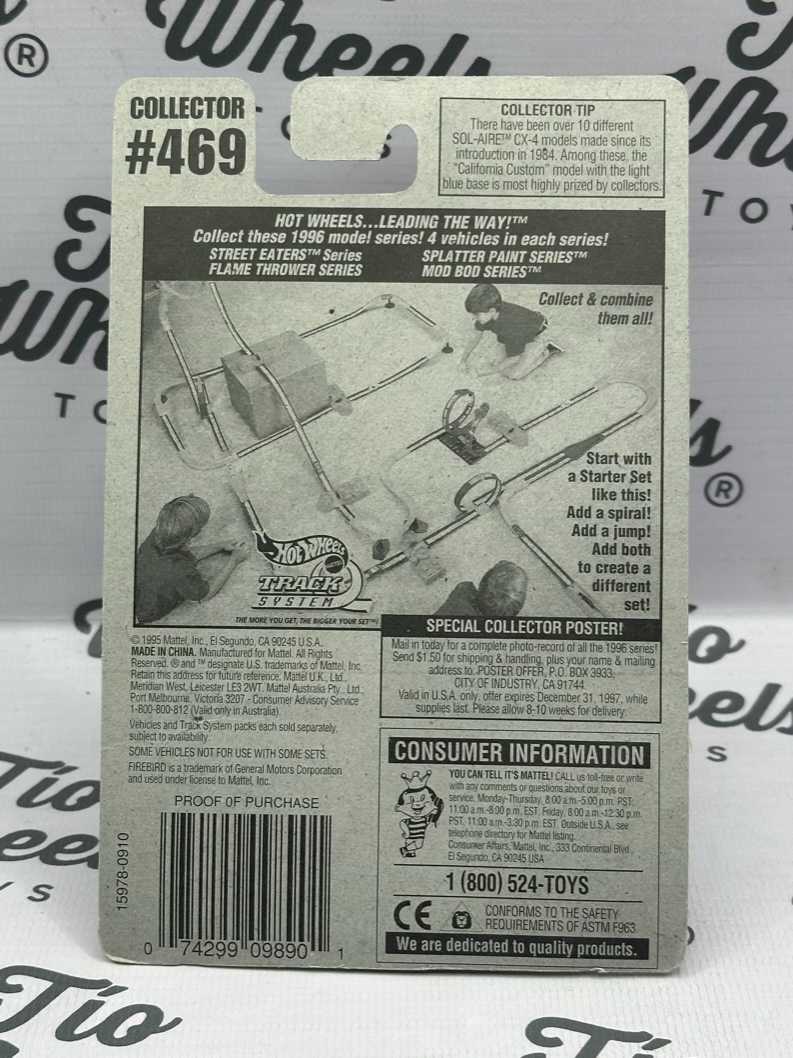 COLLECTOR
#469
COLLECTOR TIP
There have been over 10 different
SOL-AIRE™ CX-4 models made since its
introduction in 1984. Among these, the
"California Custom" model with the light
blue base is most highly prized by collectors.
HOT WHEELS...LEADING THE WAY!™
Collect these 1996 model series! 4 vehicles in each series!
STREET EATERS™ Series SPLATTER PAINT SERIES™
FLAME THROWER SERIES MOD BOD SERIES™
Collect & combine
them all!
Start with
a Starter Set
like this!
Add a spiral!
Add a jump!
Add both
to create a
different
set!
HOT WHEELS
TRACK
SYSTEM
THE MORE YOU GET, THE BIGGER YOUR SET™!
© 1995 Mattel, Inc., El Segundo, CA 90245 U.S.A.
MADE IN CHINA. Manufactured for Mattel. All Rights
Reserved. ® and ™ designate U.S. trademarks of Mattel, Inc.
Retain this address for future reference: Mattel U.K., Ltd.,
Meridian West, Leicester LE3 2WT. Mattel Australia Pty., Ltd.,
Port Melbourne, Victoria 3207 - Consumer Advisory Service
1-800-800-812 (Valid only in Australia).
Vehicles and Track System packs each sold separately,
subject to availability.
SOME VEHICLES NOT FOR USE WITH SOME SETS.
FIREBIRD is a trademark of General Motors Corporation
and used under license to Mattel, Inc.
PROOF OF PURCHASE
15978-0910
0 74299 09890 1
SPECIAL COLLECTOR POSTER!
Mail in today for a complete photo-record of all the 1996 series!
Send $1.50 for shipping & handling, plus your name & mailing
address to: POSTER OFFER, P.O. BOX 3933,
CITY OF INDUSTRY, CA 91744.
Valid in U.S.A. only, offer expires December 31, 1997, while
supplies last. Please allow 8-10 weeks for delivery.
CONSUMER INFORMATION
YOU CAN TELL IT'S MATTEL! CALL us toll-free or write
with any comments or questions about our toys or
service, Monday-Thursday, 8:00 a.m.-5:00 p.m. PST,
11:00 a.m.-8:00 p.m. EST; Friday, 8:00 a.m.-12:30 p.m.
PST, 11:00 a.m.-3:30 p.m. EST. Outside U.S.A., see
telephone directory for Mattel listing.
Consumer Affairs, Mattel, Inc., 333 Continental Blvd.,
El Segundo, CA 90245 USA
1 (800) 524-TOYS
CE CONFORMS TO THE SAFETY
REQUIREMENTS OF ASTM F963.
We are dedicated to quality products.
Wheels
Tio